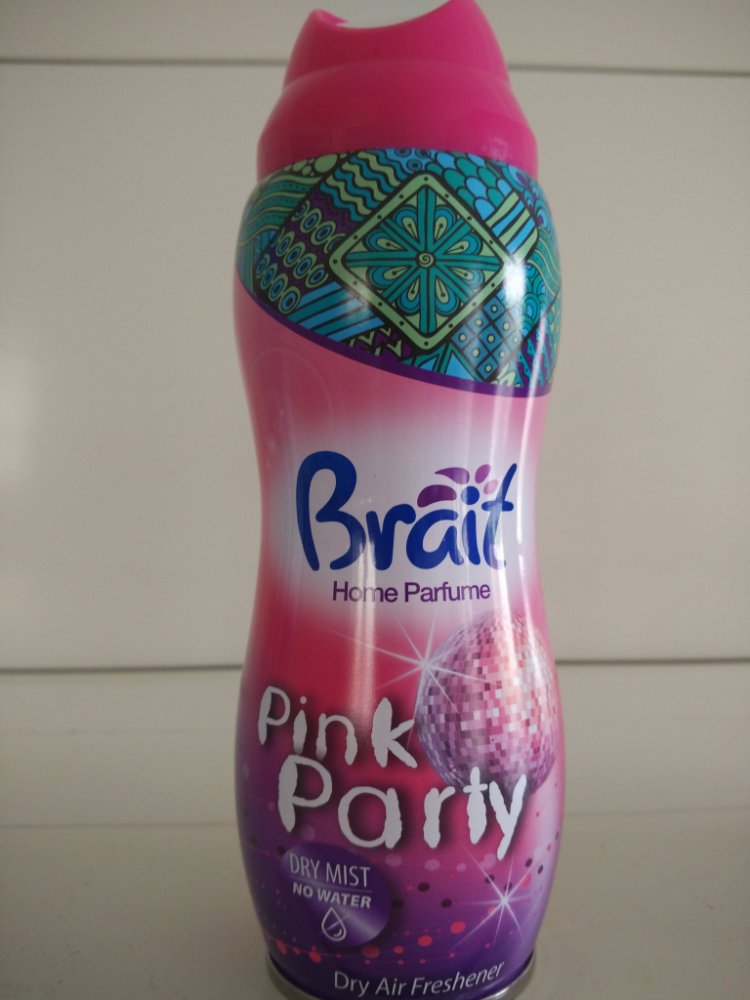 Brait
Home Parfume
Pink
Party
DRY MIST
NO WATER
Dry Air Freshener